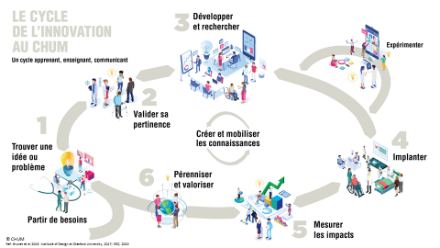 LE CYCLE
DE L'INNOVATION
AU CHUM
Un cycle apprenant, enseignant, communicant
3
Développer
et rechercher
Expérimenter
2
Valider sa
pertinence
1
Trouver une
idée ou
problème
Créer et mobiliser
les connaissances
4
Implanter
6
Pérenniser
et valoriser
Partir de besoins
5
Mesurer
les impacts
© CHUM